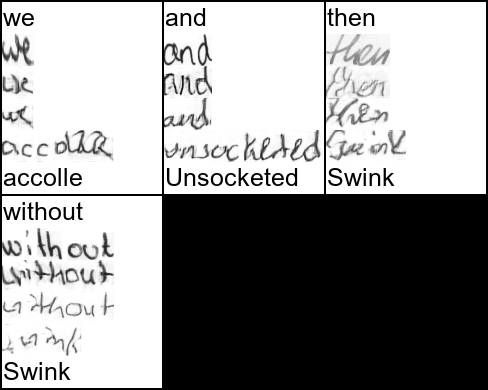 we
we
we
we
accolle
accolle
and
and
and
and
unsocketed
Unsocketed
then
then
then
then
Swink
Swink
without
without
without
without
swink
Swink